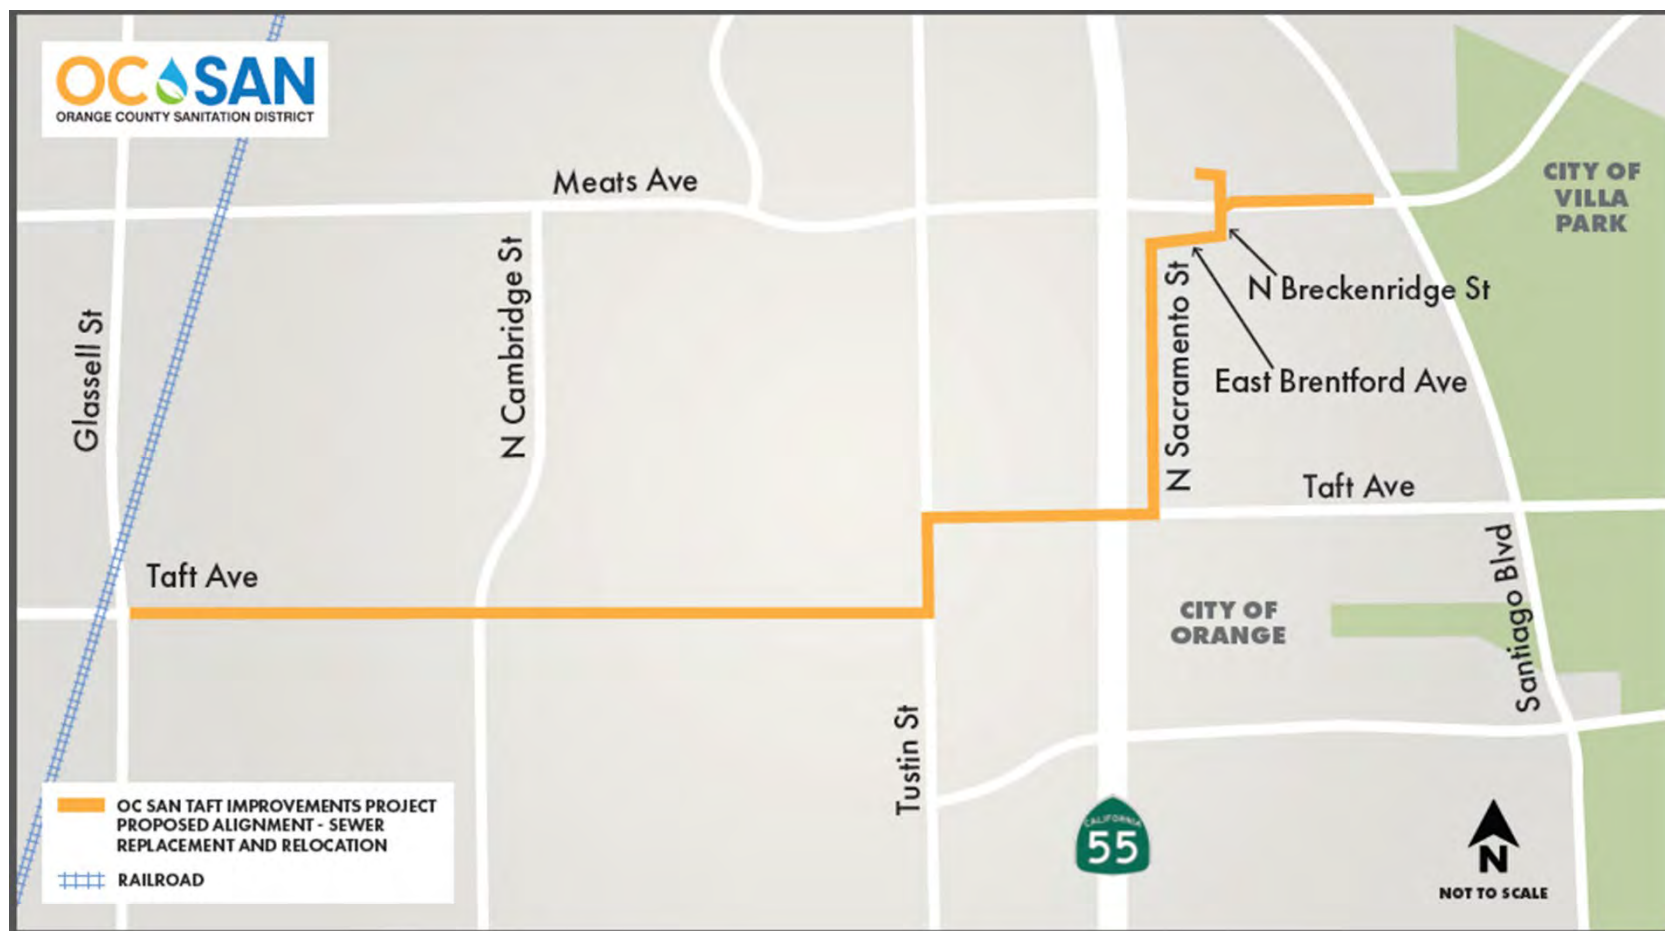 OC SAN
ORANGE COUNTY SANITATION DISTRICT
Meats Ave
CITY OF
VILLA
PARK
N Cambridge St
N Sacramento St
N Breckenridge St
Glassell St
East Brentford Ave
Taft Ave
Taft Ave
CITY OF
ORANGE
Santiago Blvd
Tustin St
OC SAN TAFT IMPROVEMENTS PROJECT
PROPOSED ALIGNMENT - SEWER
REPLACEMENT AND RELOCATION
RAILROAD
CALIFORNIA
55
N
NOT TO SCALE